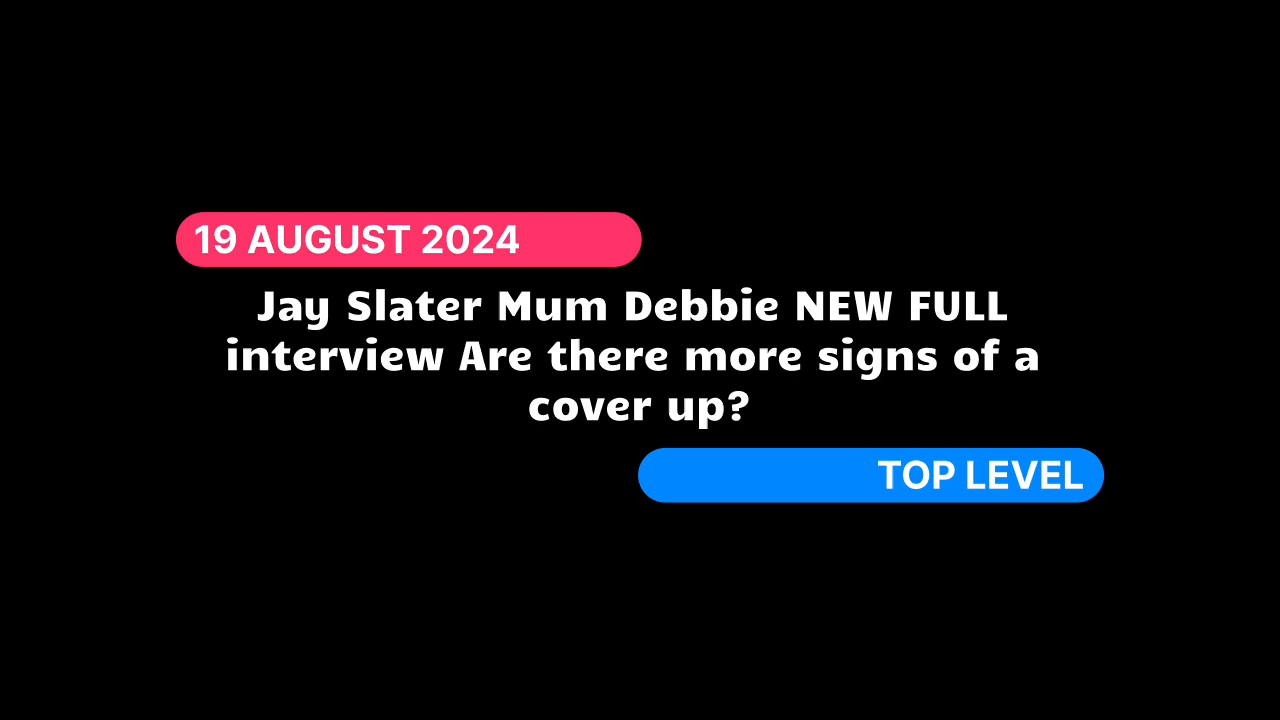 19 AUGUST 2024
Jay Slater Mum Debbie NEW FULL
interview Are there more signs of a
cover up?
TOP LEVEL